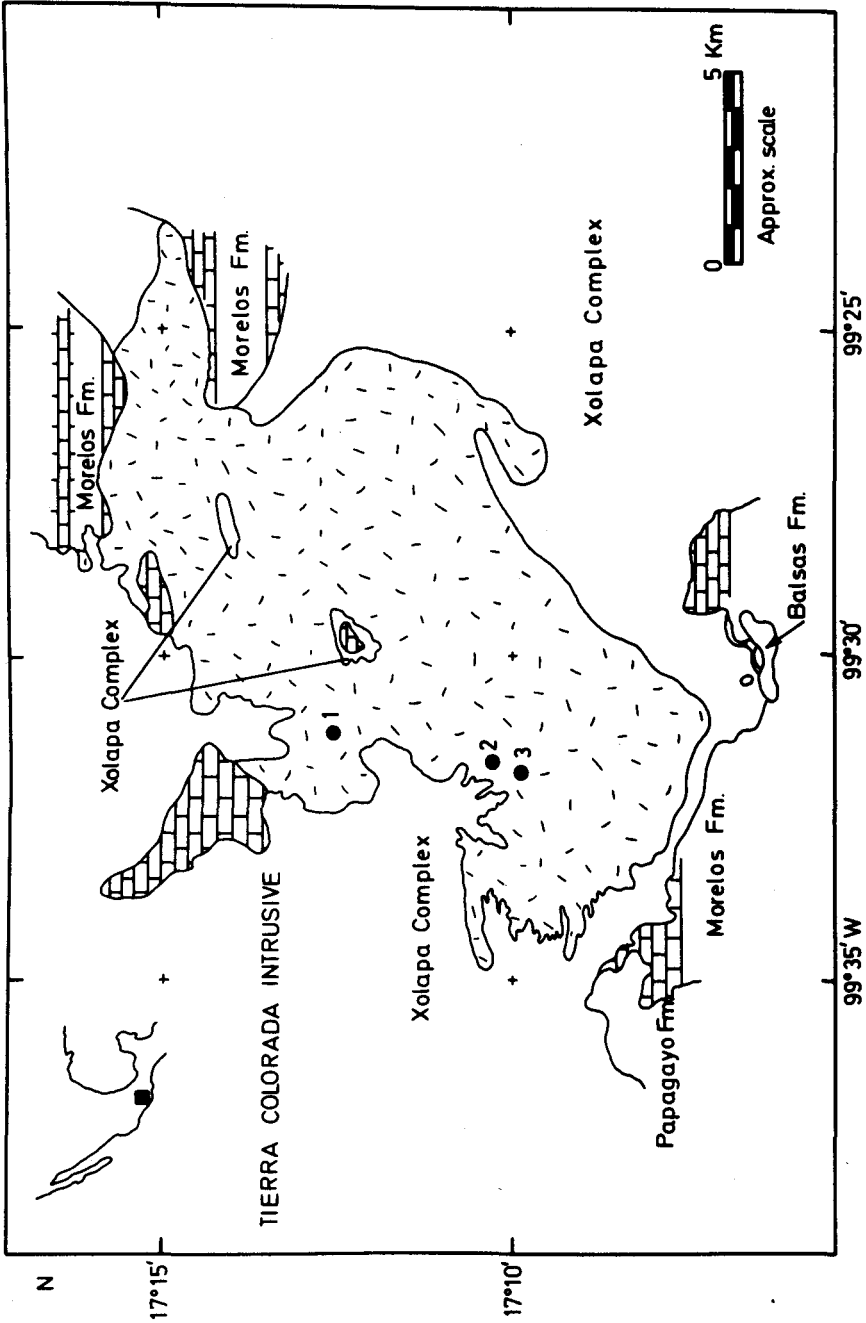 N
17°15'
17°10'
TIERRA COLORADA INTRUSIVE
Xolapa Complex
Morelos Fm.
Morelos Fm.
Xolapa Complex
Xolapa Complex
1
2
3
Papagayo Fm.
Morelos Fm.
Balsas Fm.
0 5 Km
Approx. scale
99°35' W
99°30'
99°25'